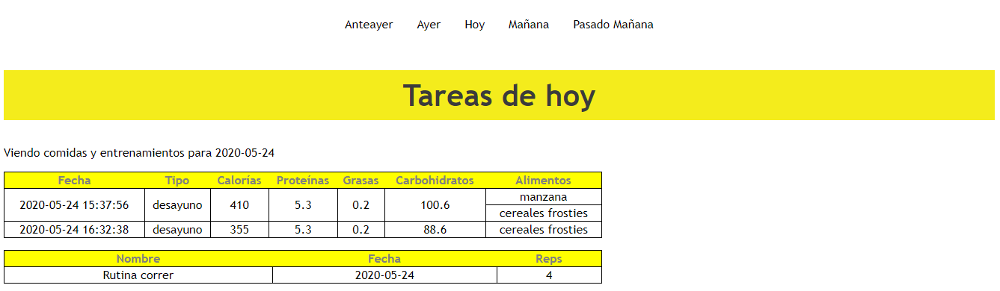 Anteayer Ayer Hoy Mañana Pasado Mañana
Tareas de hoy
Viendo comidas y entrenamientos para 2020-05-24
Fecha Tipo Calorías Proteínas Grasas Carbohidratos Alimentos
2020-05-24 15:37:56 desayuno 410 5.3 0.2 100.6 manzana
cereales frosties
2020-05-24 16:32:38 desayuno 355 5.3 0.2 88.6 cereales frosties
Nombre Fecha Reps
Rutina correr 2020-05-24 4